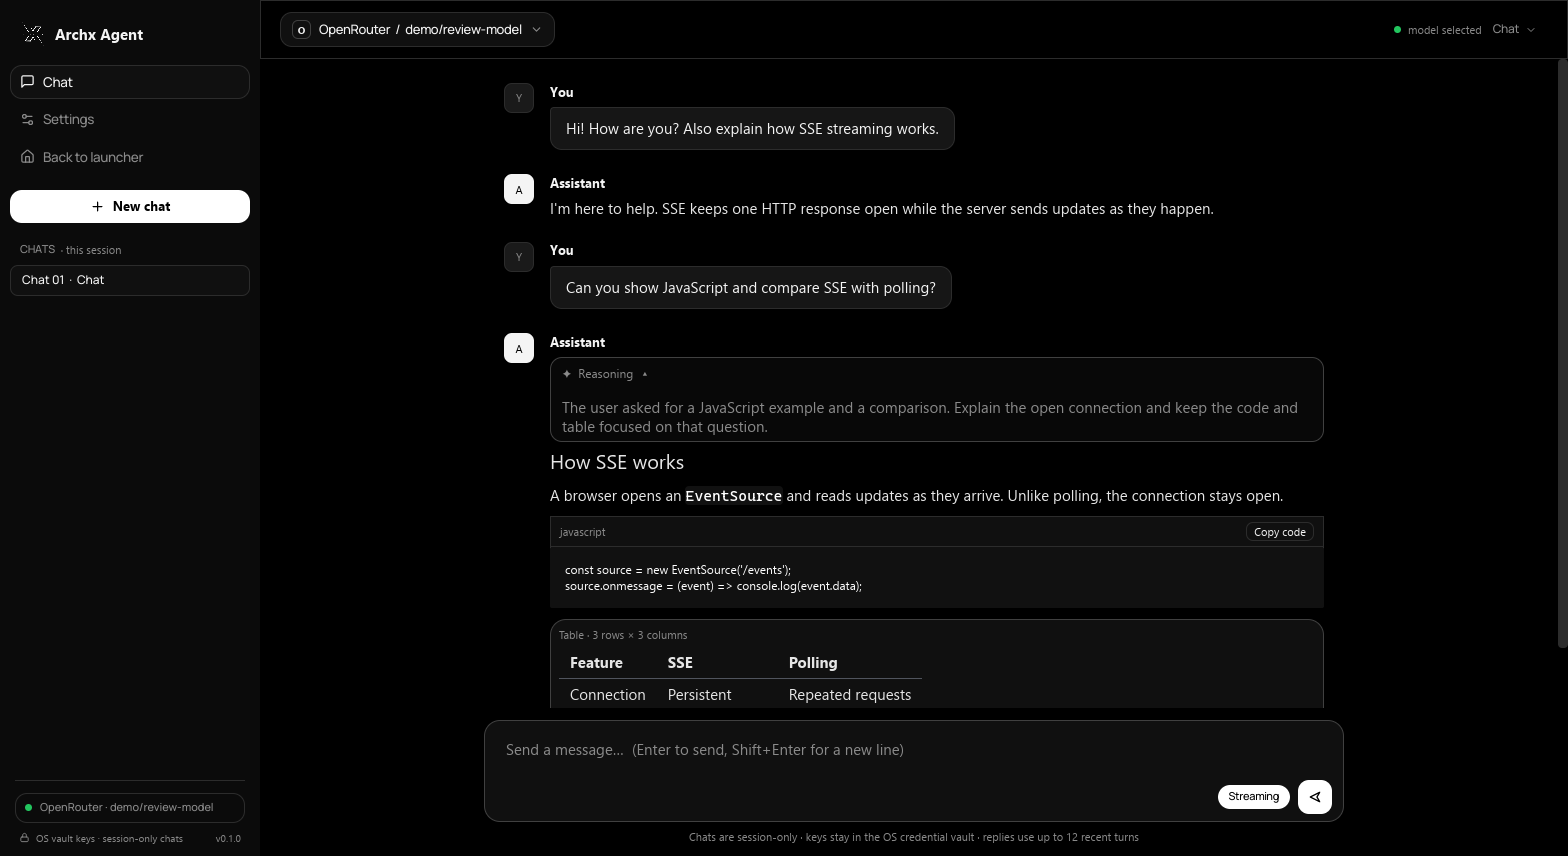 Archx Agent
Chat
Settings
Back to launcher
+ New chat
CHATS · this session
Chat 01 · Chat
OpenRouter · demo/review-model
OS vault keys · session-only chats v0.1.0
O OpenRouter / demo/review-model
model selected Chat
Y You
Hi! How are you? Also explain how SSE streaming works.
A Assistant
I'm here to help. SSE keeps one HTTP response open while the server sends updates as they happen.
Y You
Can you show JavaScript and compare SSE with polling?
A Assistant
Reasoning
The user asked for a JavaScript example and a comparison. Explain the open connection and keep the code and
table focused on that question.
How SSE works
A browser opens an EventSource and reads updates as they arrive. Unlike polling, the connection stays open.
javascript Copy code
const source = new EventSource('/events');
source.onmessage = (event) => console.log(event.data);
Table · 3 rows × 3 columns
Feature SSE Polling
Connection Persistent Repeated requests
Send a message... (Enter to send, Shift+Enter for a new line)
Streaming
Chats are session-only · keys stay in the OS credential vault · replies use up to 12 recent turns